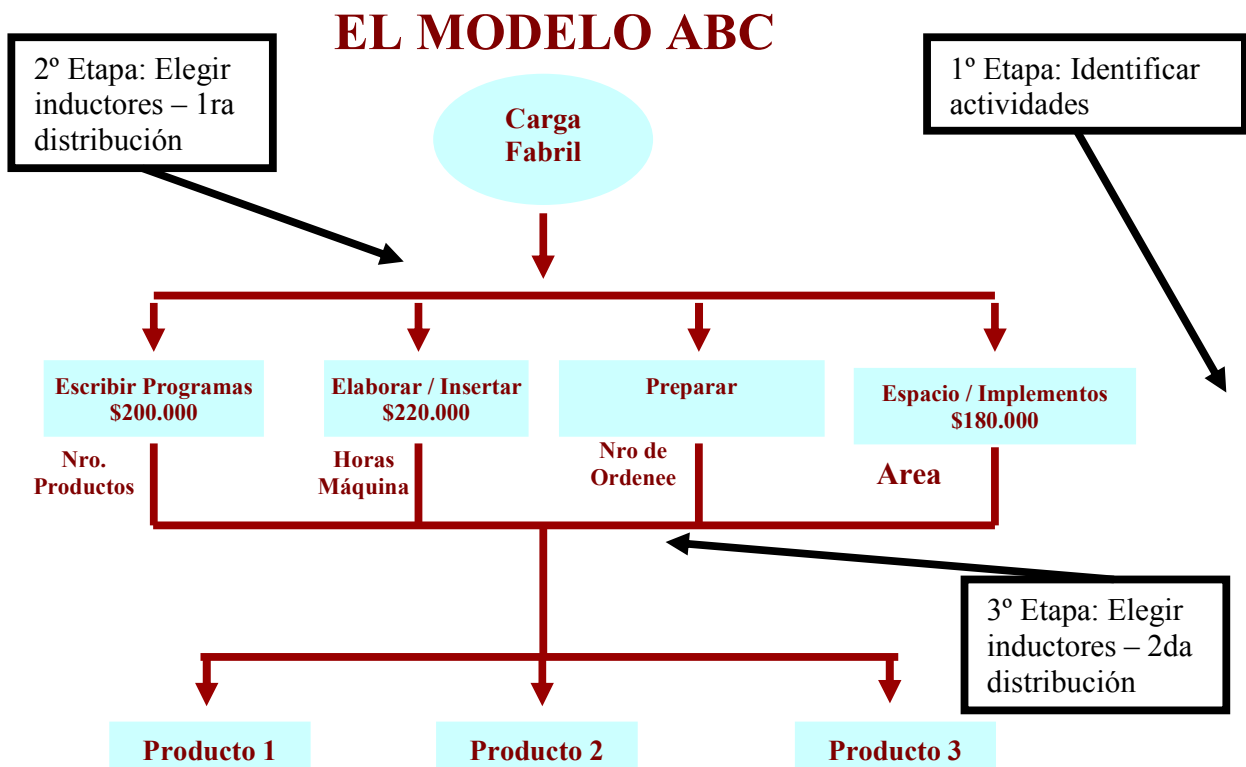 EL MODELO ABC
2º Etapa: Elegir
inductores – 1ra
distribución
1º Etapa: Identificar
actividades
Carga
Fabril
Escribir Programas
$200.000
Elaborar / Insertar
$220.000
Preparar
Espacio / Implementos
$180.000
Nro.
Productos
Horas
Máquina
Nro de
Ordenee
Area
3º Etapa: Elegir
inductores – 2da
distribución
Producto 1
Producto 2
Producto 3